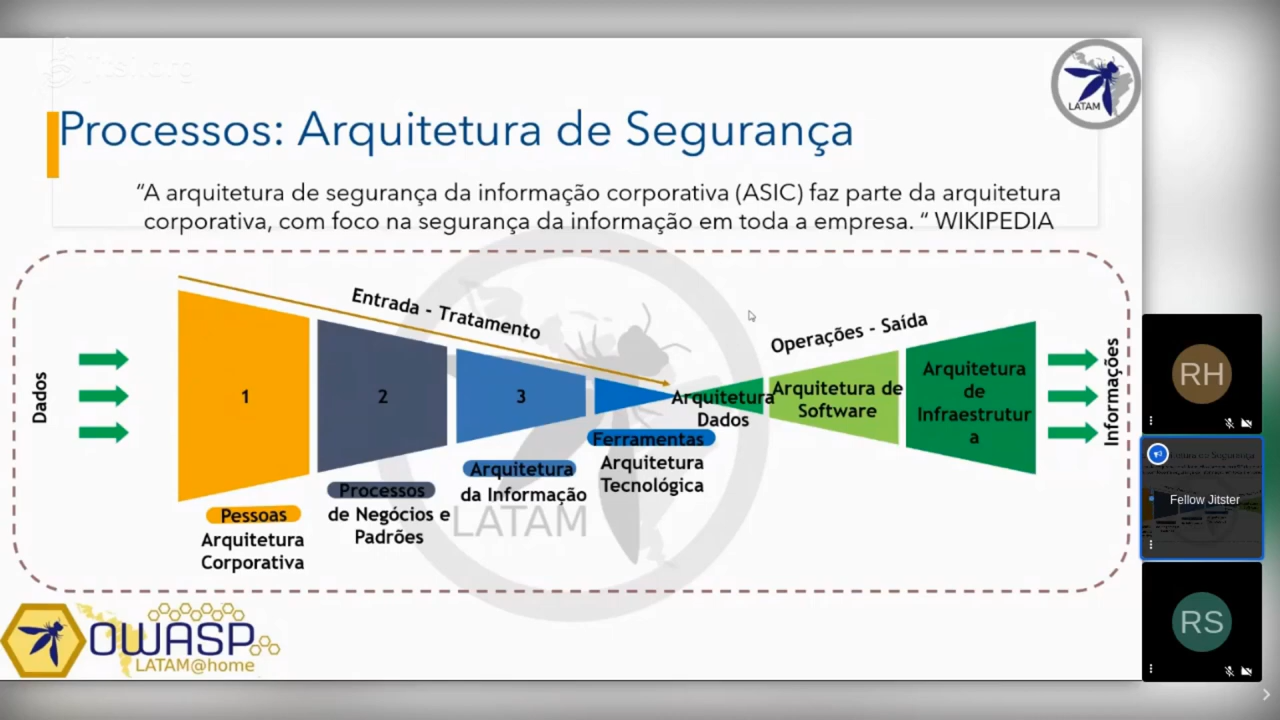 jitsi.org
LATAM
Processos: Arquitetura de Segurança
“A arquitetura de segurança da informação corporativa (ASIC) faz parte da arquitetura
corporativa, com foco na segurança da informação em toda a empresa. “ WIKIPEDIA
Entrada - Tratamento
Operações - Saída
Dados
1
2
3
Arquitetura
Dados
Arquitetura de
Software
Arquitetura
de
Infraestrutur
a
Informações
Ferramentas
Arquitetura
Tecnológica
Arquitetura
da Informação
Processos
de Negócios e
Padrões
Pessoas
Arquitetura
Corporativa
LATAM
OWASP
LATAM@home
RH
Fellow Jitster
RS